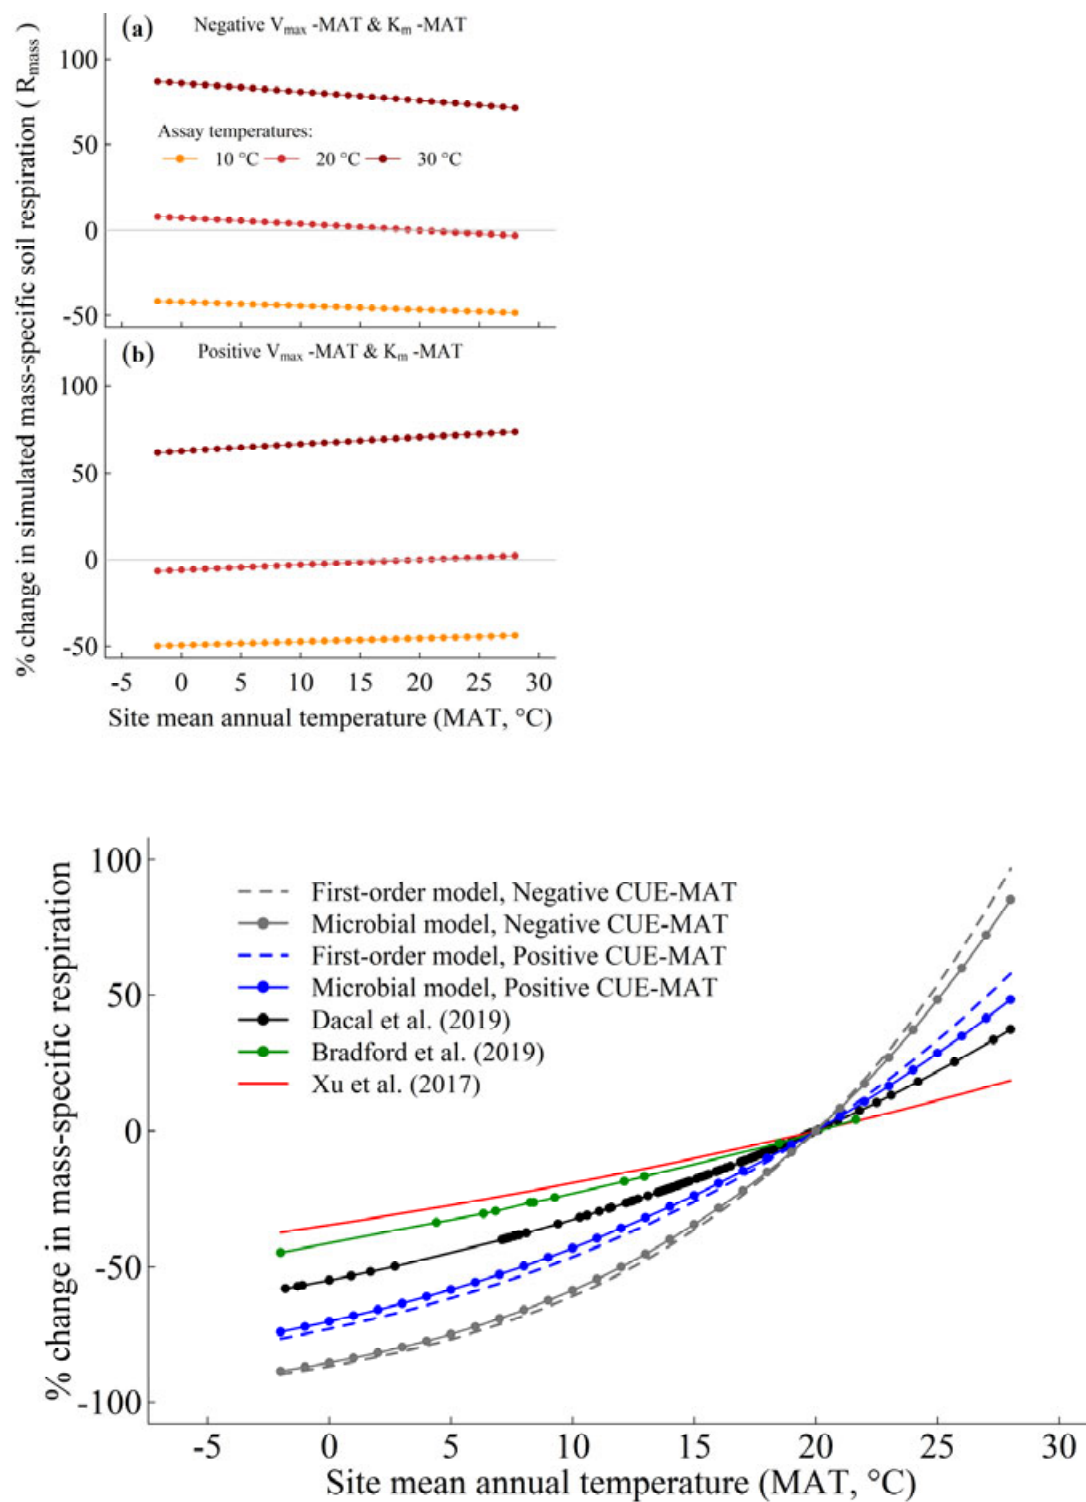 % change in simulated mass-specific soil respiration ( Rmass )
(a) Negative Vmax -MAT & Km -MAT
100
Assay temperatures:
10 °C 20 °C 30 °C
50
0
-50
(b) Positive Vmax -MAT & Km -MAT
100
50
0
-50
-5 0 5 10 15 20 25 30
Site mean annual temperature (MAT, °C)
% change in mass-specific respiration
100
First-order model, Negative CUE-MAT
Microbial model, Negative CUE-MAT
First-order model, Positive CUE-MAT
Microbial model, Positive CUE-MAT
Dacal et al. (2019)
Bradford et al. (2019)
Xu et al. (2017)
50
0
-50
-100
-5 0 5 10 15 20 25 30
Site mean annual temperature (MAT, °C)